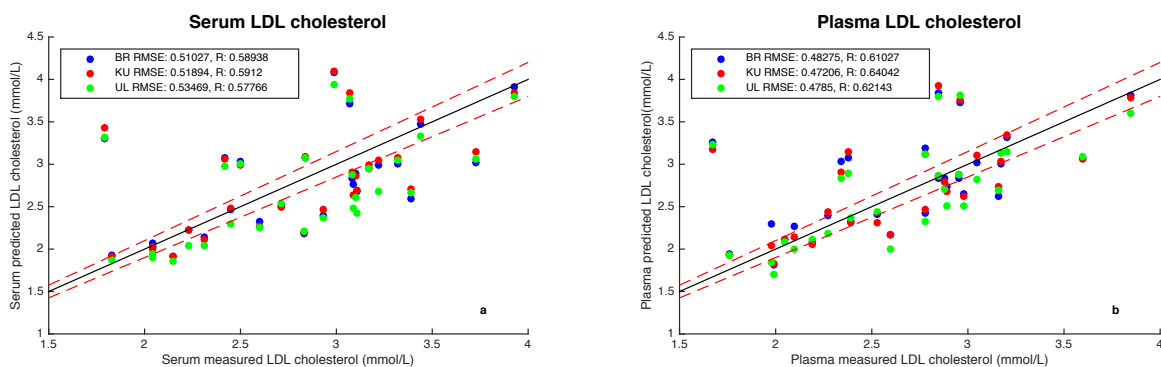 Serum LDL cholesterol
BR RMSE: 0.51027, R: 0.58938
KU RMSE: 0.51894, R: 0.5912
UL RMSE: 0.53469, R: 0.57766
Serum predicted LDL cholesterol (mmol/L)
4.5
4
3.5
3
2.5
2
1.5
1
a
1.5 2 2.5 3 3.5 4
Serum measured LDL cholesterol (mmol/L)
Plasma LDL cholesterol
BR RMSE: 0.48275, R: 0.61027
KU RMSE: 0.47206, R: 0.64042
UL RMSE: 0.4785, R: 0.62143
Plasma predicted LDL cholesterol(mmol/L)
4.5
4
3.5
3
2.5
2
1.5
1
b
1.5 2 2.5 3 3.5 4
Plasma measured LDL cholesterol (mmol/L)